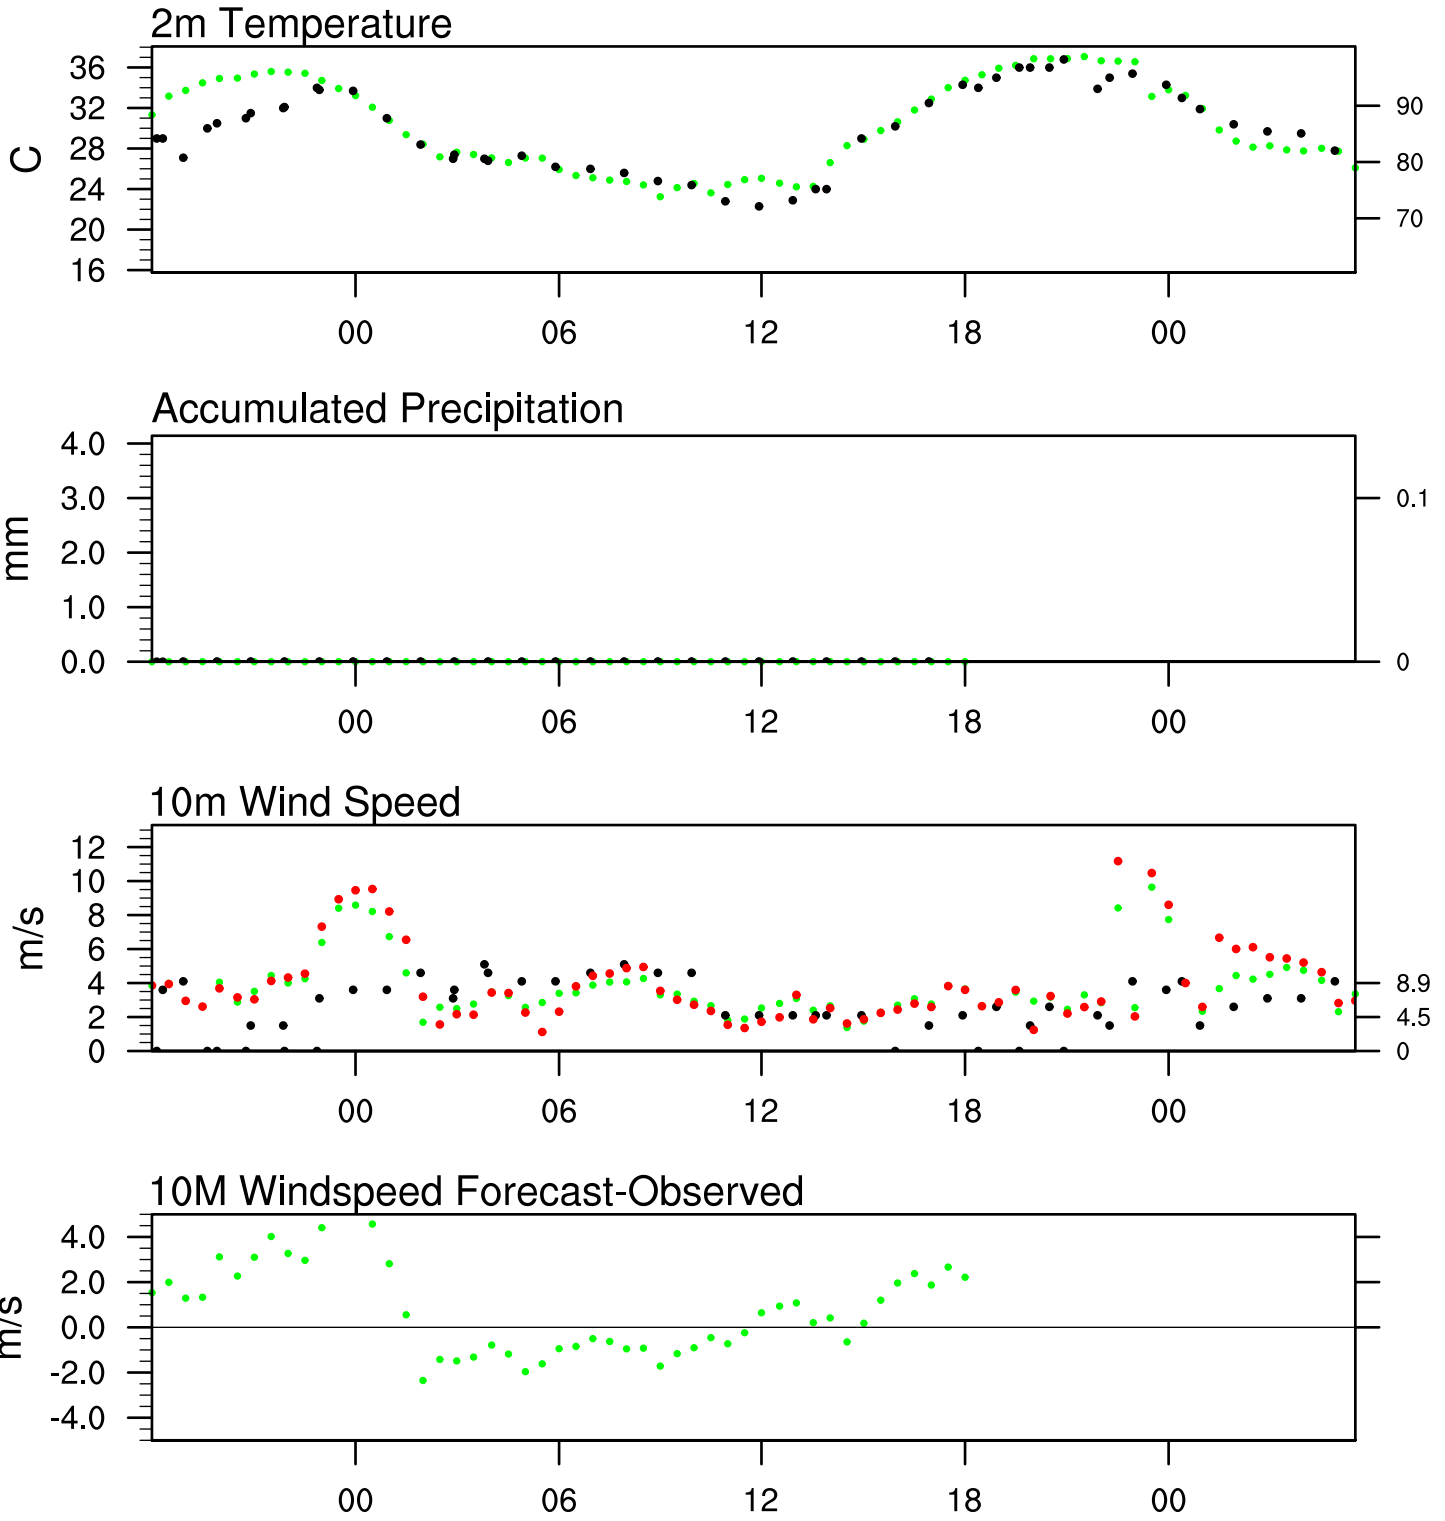 2m Temperature
36
32
28
24
20
16
C
90
80
70
00 06 12 18 00
Accumulated Precipitation
4.0
3.0
2.0
1.0
0.0
mm
0.1
0
00 06 12 18 00
10m Wind Speed
12
10
8
6
4
2
0
m/s
8.9
4.5
0
00 06 12 18 00
10M Windspeed Forecast-Observed
4.0
2.0
0.0
-2.0
-4.0
m/s
00 06 12 18 00